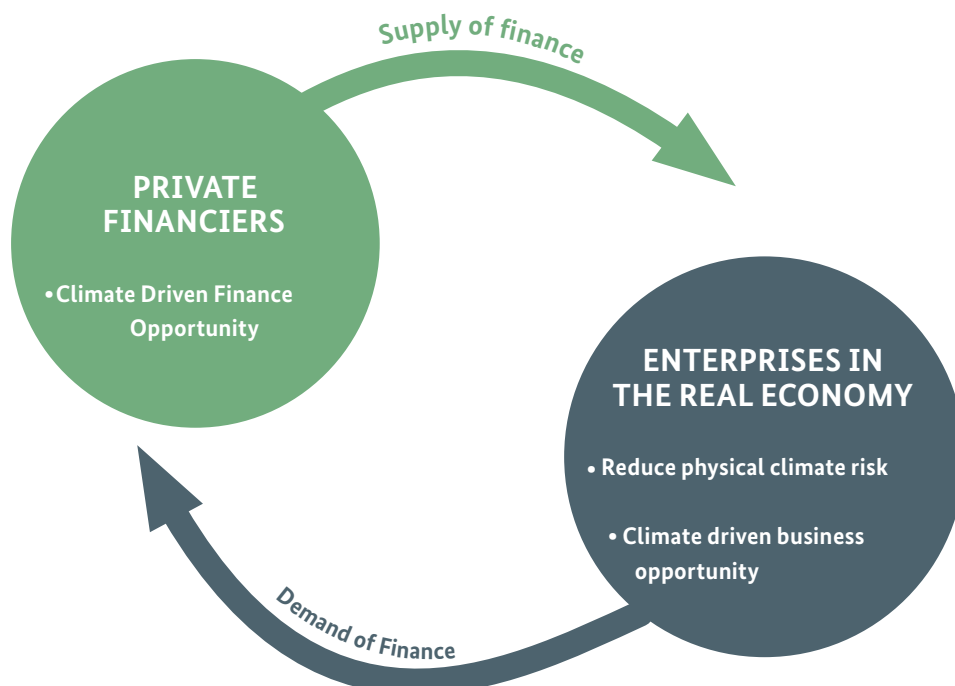 Supply of finance
PRIVATE
FINANCIERS
• Climate Driven Finance
Opportunity
ENTERPRISES IN
THE REAL ECONOMY
• Reduce physical climate risk
• Climate driven business
opportunity
Demand of Finance